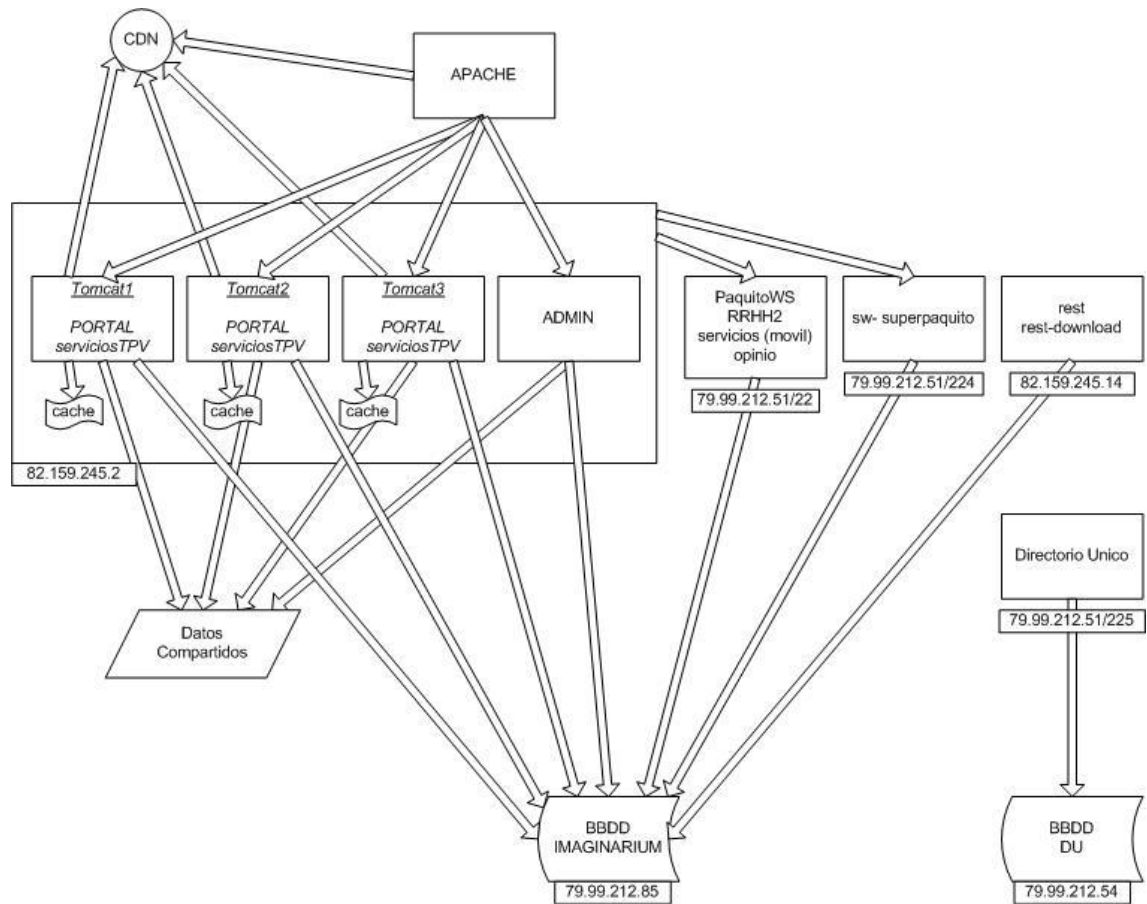 CDN
APACHE
Tomcat1
PORTAL
serviciosTPV
Tomcat2
PORTAL
serviciosTPV
Tomcat3
PORTAL
serviciosTPV
ADMIN
PaquitoWS
RRHH2
servicios (movil)
opinio
sw- superpaquito
rest
rest-download
79.99.212.51/22
79.99.212.51/224
82.159.245.14
cache
cache
cache
82.159.245.2
Directorio Unico
79.99.212.51/225
Datos
Compartidos
BBDD
IMAGINARIUM
79.99.212.85
BBDD
DU
79.99.212.54